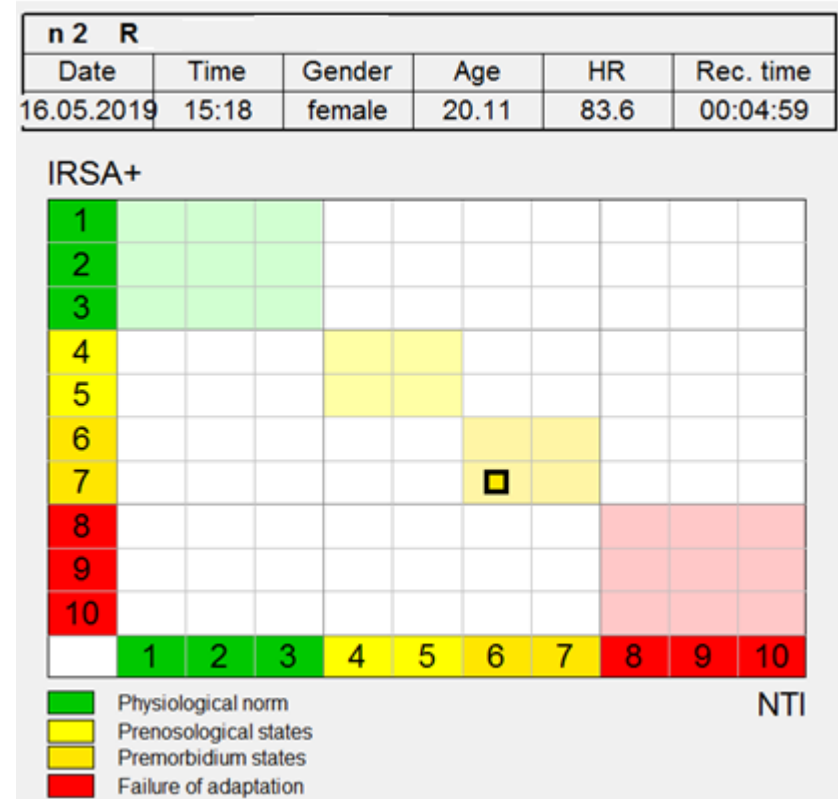 n 2 R
Date Time Gender Age HR Rec. time
16.05.2019 15:18 female 20.11 83.6 00:04:59
IRSA+
1
2
3
4
5
6
7
8
9
10
1 2 3 4 5 6 7 8 9 10
NTI
Physiological norm
Prenosological states
Premorbidium states
Failure of adaptation